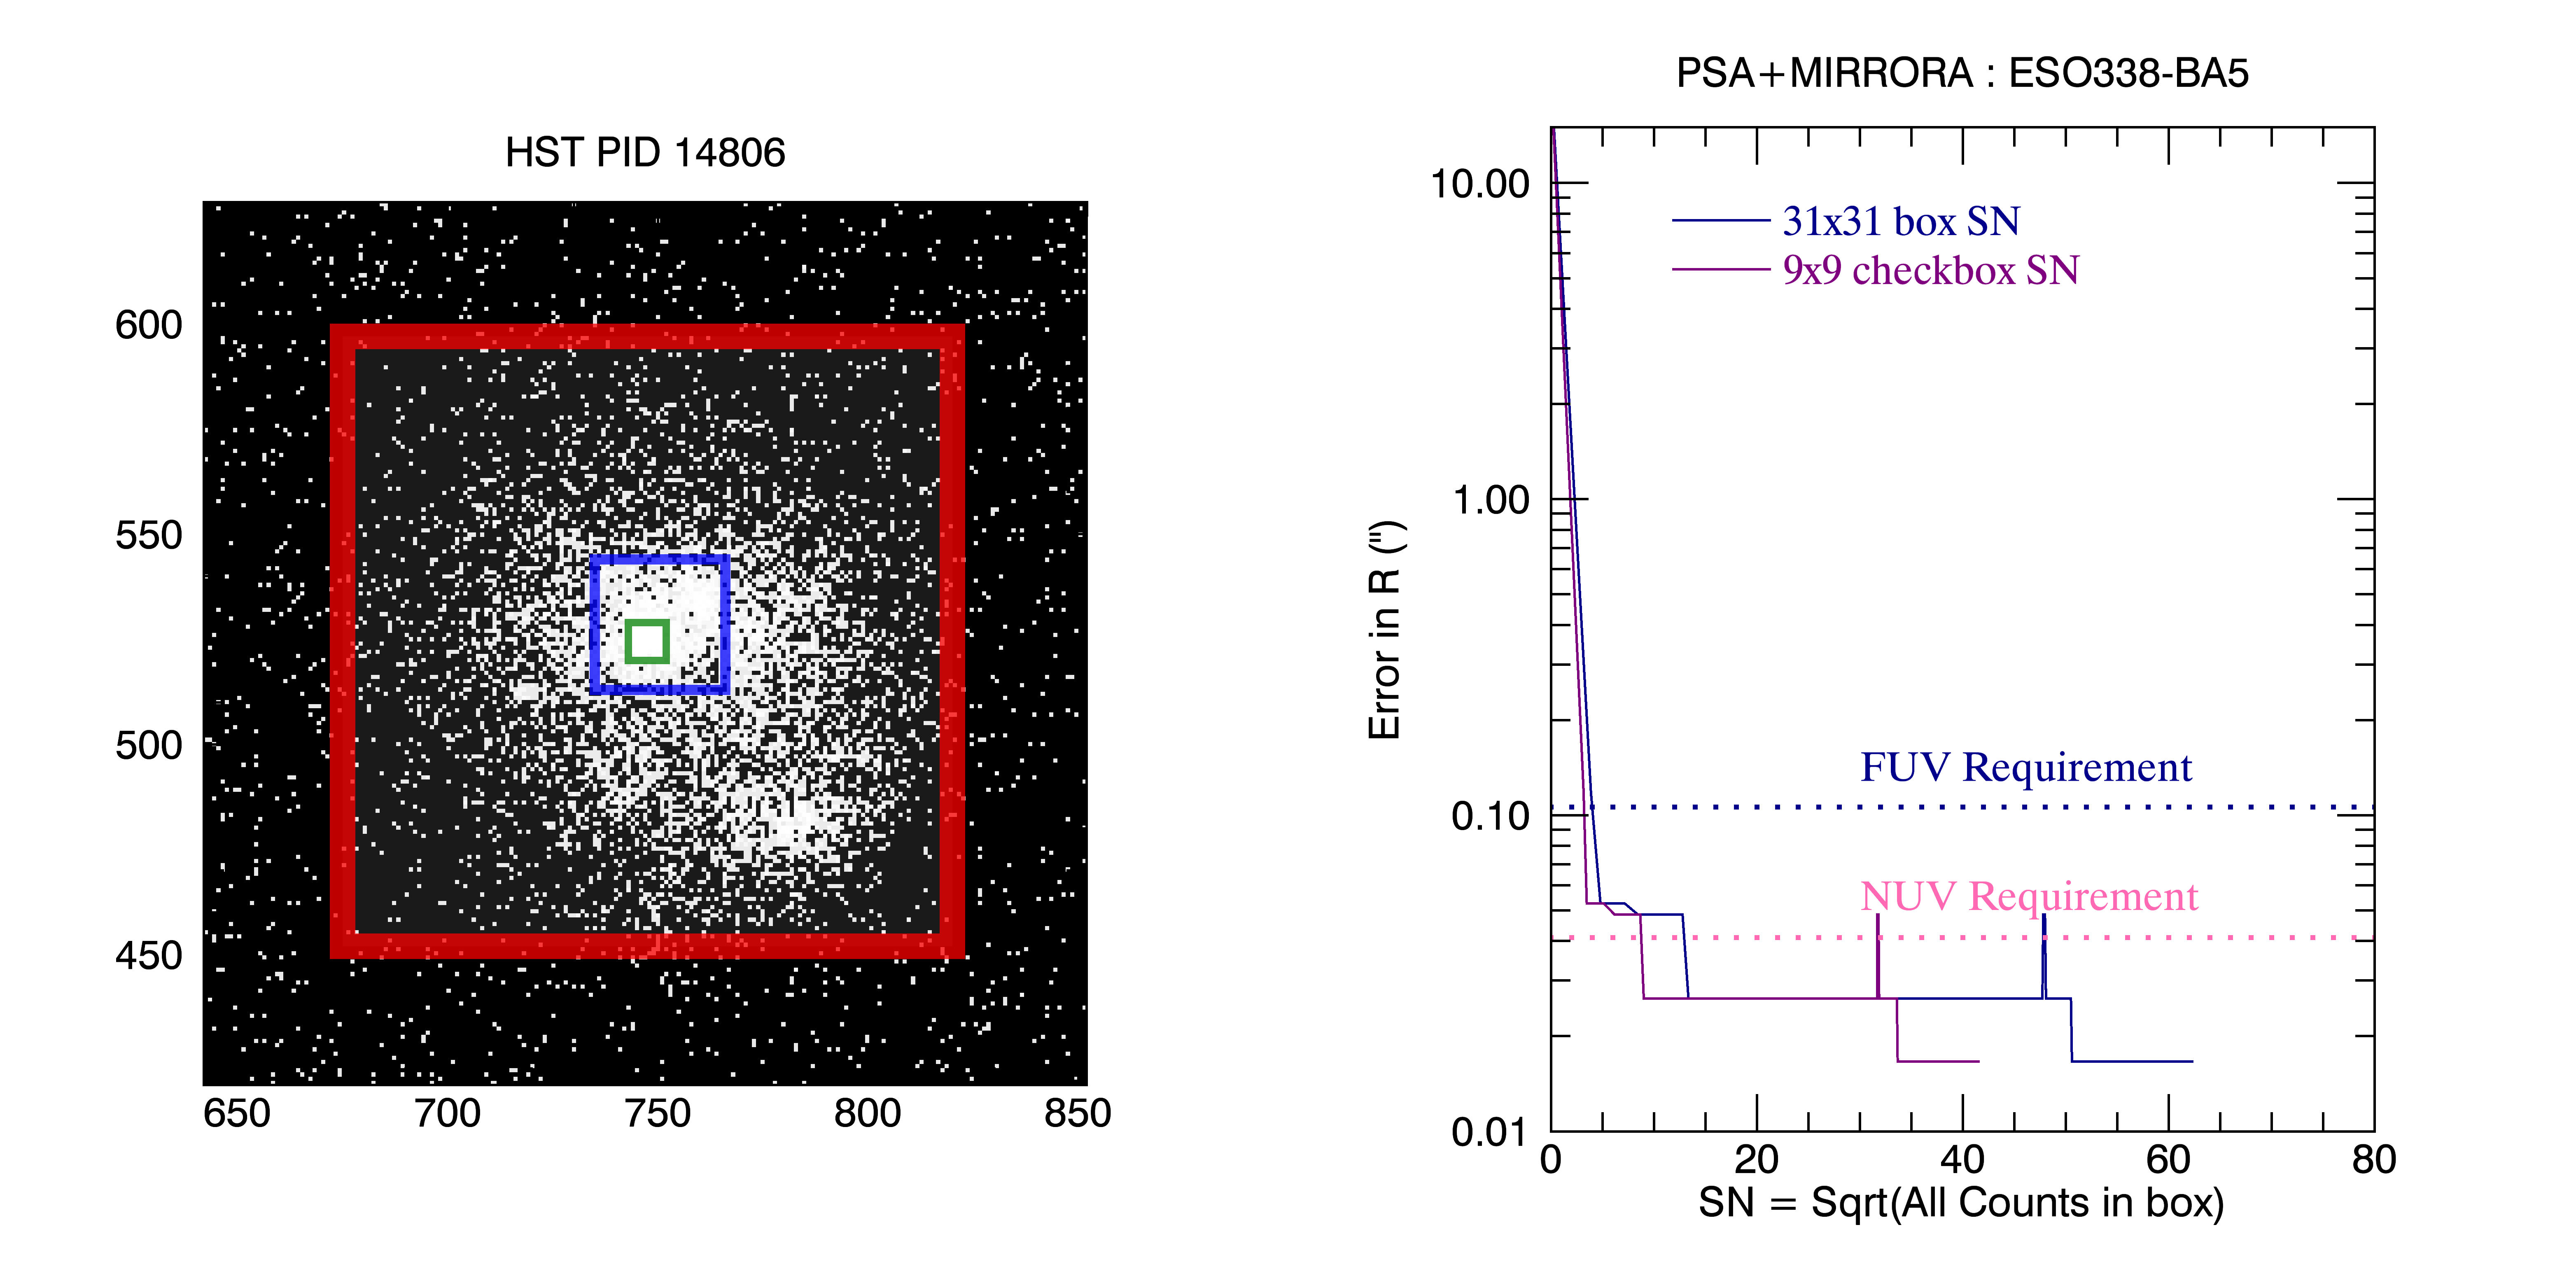 HST PID 14806
600
550
500
450
650 700 750 800 850
PSA+MIRRORA : ESO338-BA5
10.00
1.00
0.10
0.01
Error in R (")
31x31 box SN
9x9 checkbox SN
FUV Requirement
NUV Requirement
0 20 40 60 80
SN = Sqrt(All Counts in box)